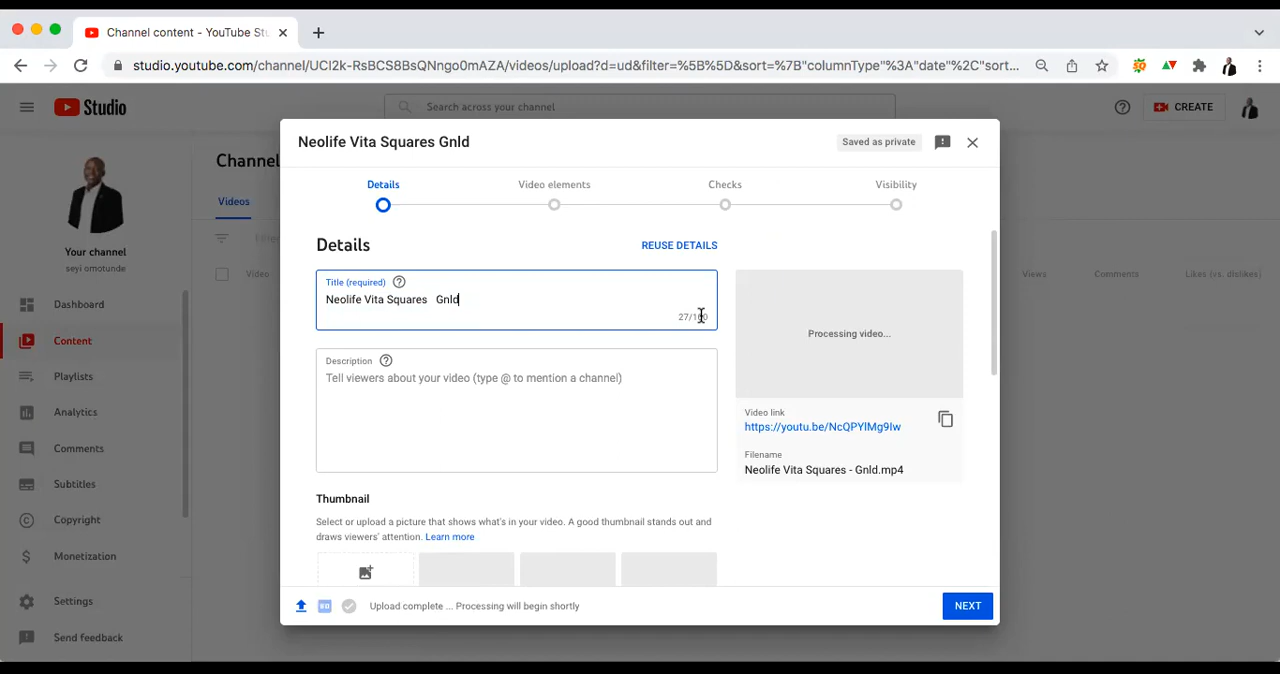 Channel content - YouTube Stu
studio.youtube.com/channel/UCI2k-RsBCS8BsQNngo0mAZA/videos/upload?d=ud&filter=%5B%5D&sort=%7B"columnType"%3A"date"%2C"sort...
Studio
Search across your channel
CREATE
Your channel
seyi omotunde
Dashboard
Content
Playlists
Analytics
Comments
Subtitles
Copyright
Monetization
Settings
Send feedback
Channel
Videos
Filter
Video
Views
Comments
Likes (vs. dislikes)
Neolife Vita Squares Gnld
Saved as private
Details
Video elements
Checks
Visibility
Details
REUSE DETAILS
Title (required)
Neolife Vita Squares   Gnld
27/100
Description
Tell viewers about your video (type @ to mention a channel)
Thumbnail
Select or upload a picture that shows what's in your video. A good thumbnail stands out and
draws viewers' attention. Learn more
Processing video...
Video link
https://youtu.be/NcQPYlMg9Iw
Filename
Neolife Vita Squares - Gnld.mp4
Upload complete ... Processing will begin shortly
NEXT